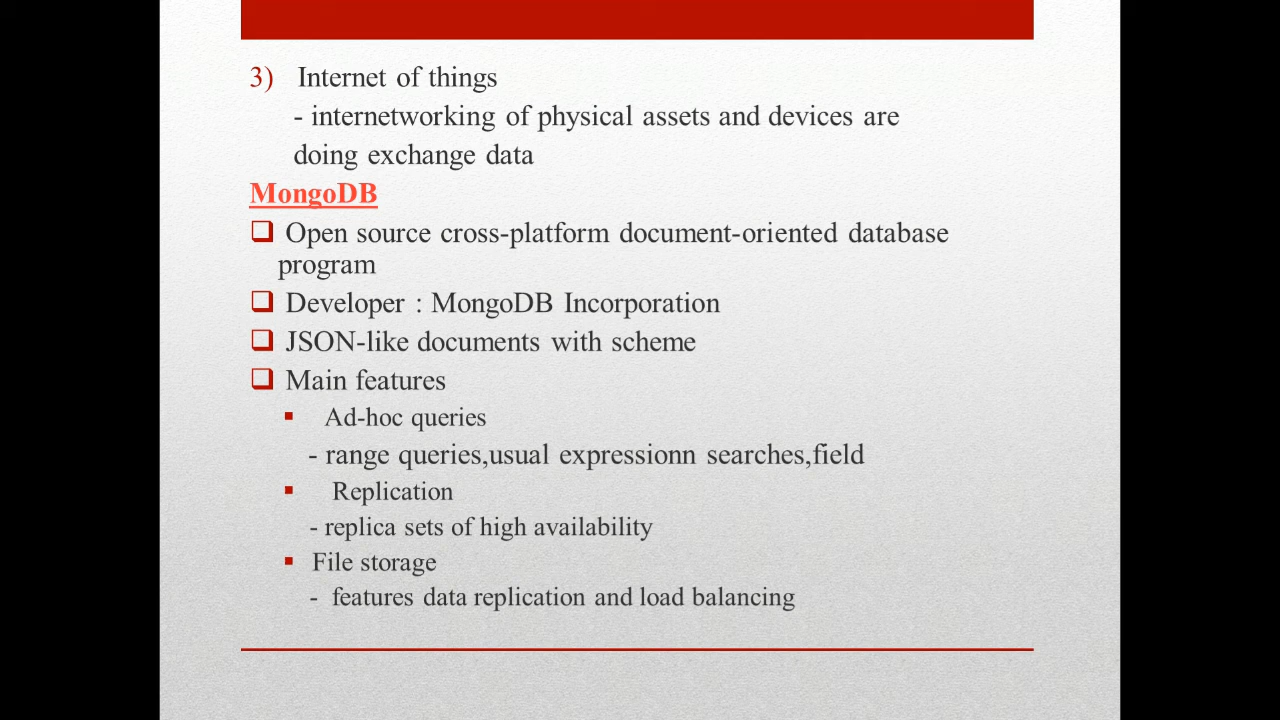 3) Internet of things
- internetworking of physical assets and devices are
doing exchange data
MongoDB
Open source cross-platform document-oriented database
program
Developer : MongoDB Incorporation
JSON-like documents with scheme
Main features
Ad-hoc queries
- range queries,usual expressionn searches,field
Replication
- replica sets of high availability
File storage
- features data replication and load balancing